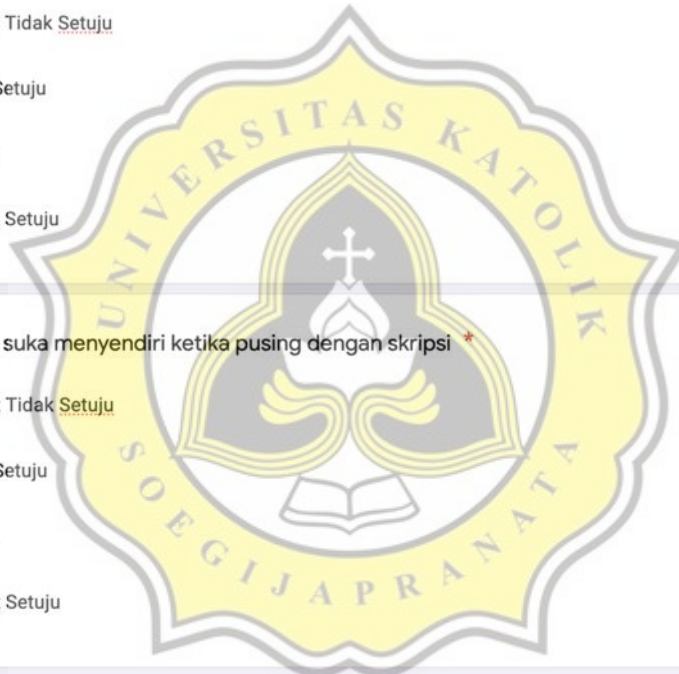 Tidak Setuju
Setuju
Setuju
UNIVERSITAS KATOLIK
suka menyendiri ketika pusing dengan skripsi *
Tidak Setuju
Setuju
Setuju
SOEGIJAPRANATA